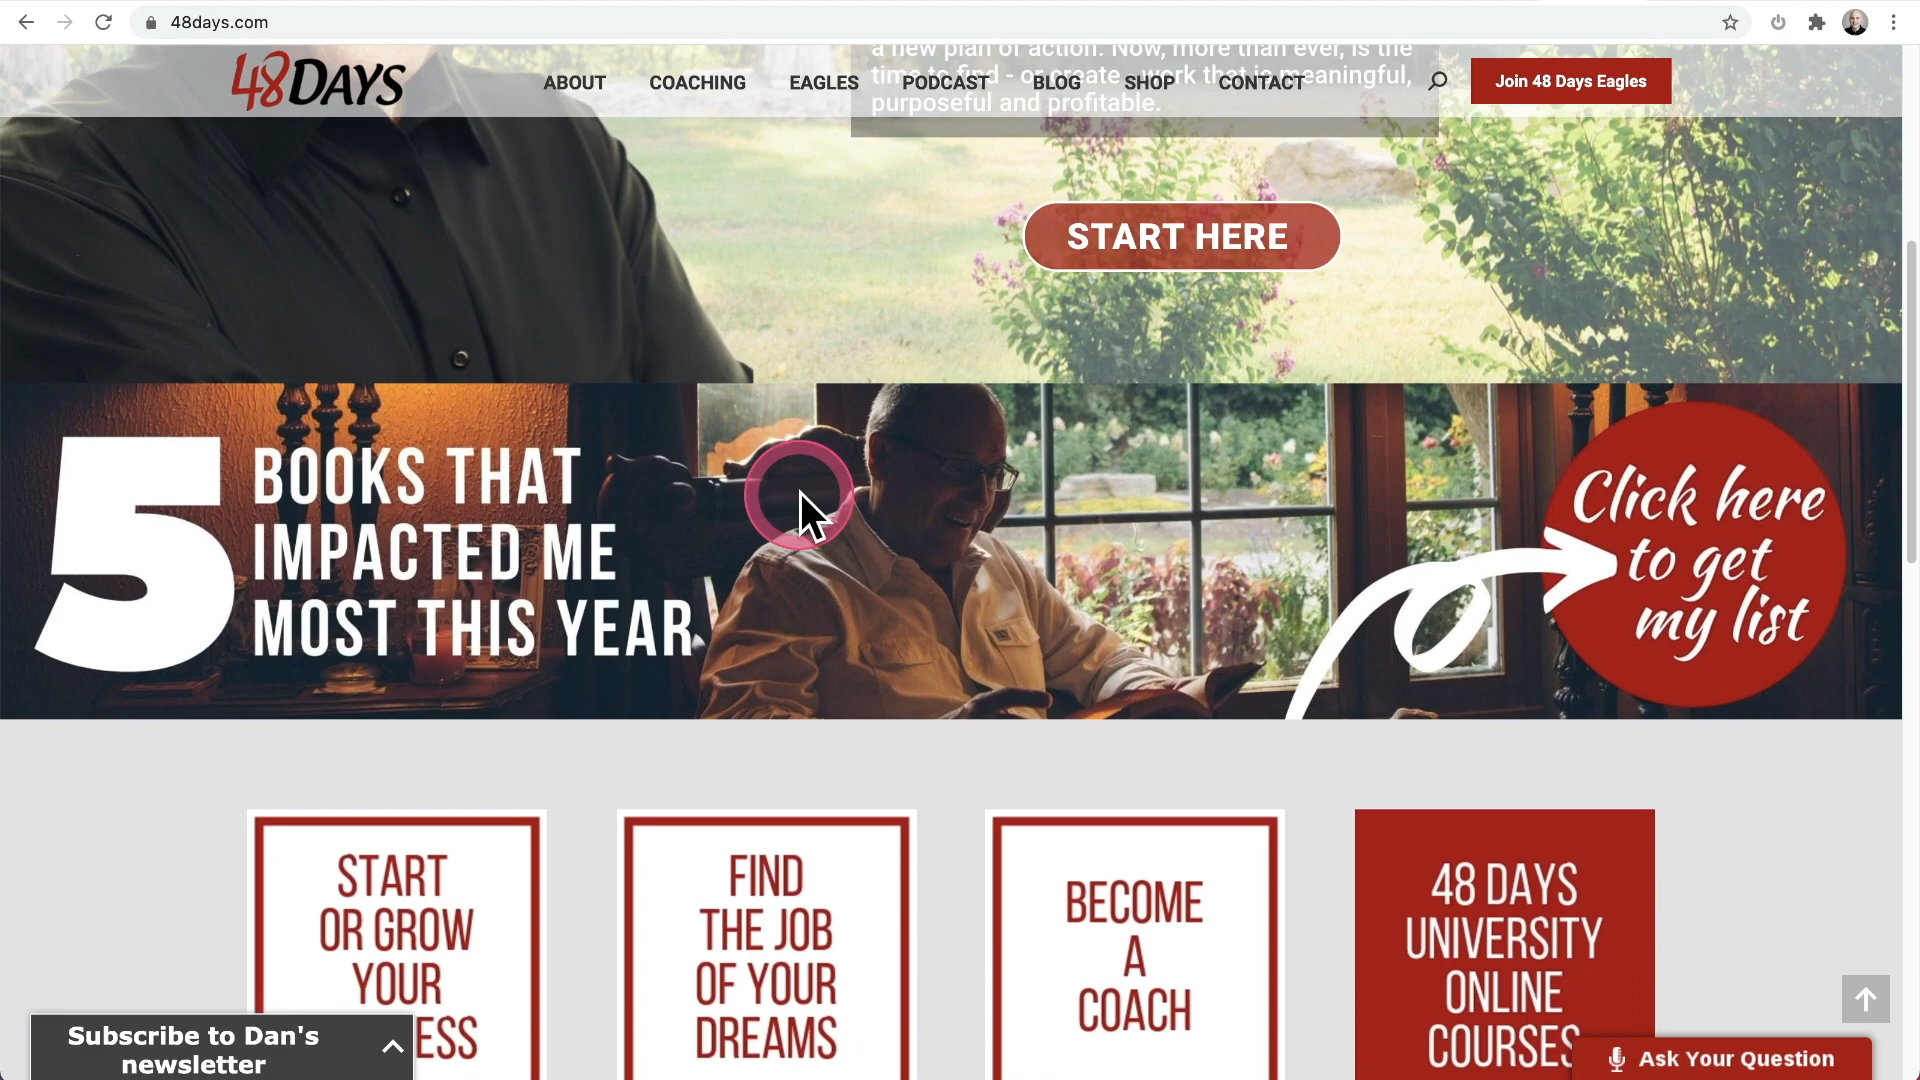 48days.com
a new plan of action. Now, more than ever, is the
time to find - or create - work that is meaningful,
purposeful and profitable.
48DAYS
ABOUT
COACHING
EAGLES
PODCAST
BLOG
SHOP
CONTACT
Join 48 Days Eagles
START HERE
5
BOOKS THAT
IMPACTED ME
MOST THIS YEAR
Click here
to get
my list
START
OR GROW
YOUR
ESS
FIND
THE JOB
OF YOUR
DREAMS
BECOME
A
COACH
48 DAYS
UNIVERSITY
ONLINE
COURSES
Subscribe to Dan's
newsletter
Ask Your Question